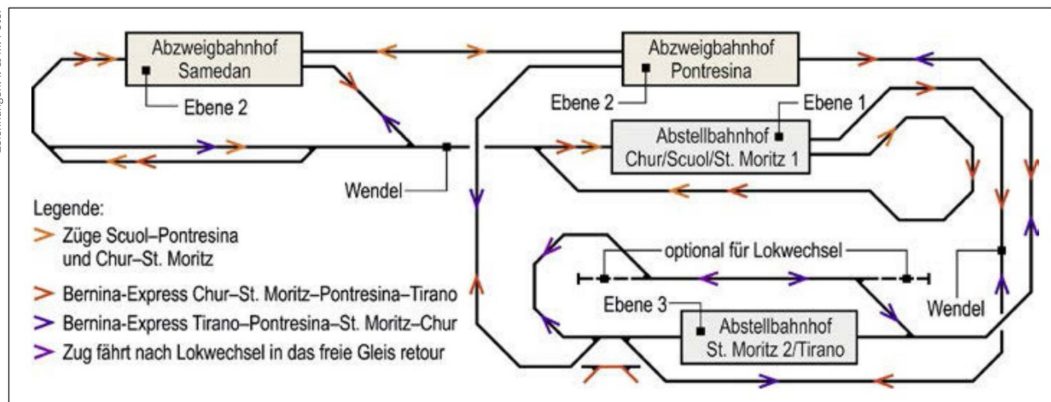 Abzweigbahnhof
Samedan
Ebene 2
Abzweigbahnhof
Pontresina
Ebene 2
Ebene 1
Abstellbahnhof
Chur/Scuol/St. Moritz 1
Wendel
Legende:
Züge Scuol–Pontresina
und Chur–St. Moritz
Bernina-Express Chur–St. Moritz–Pontresina–Tirano
Bernina-Express Tirano–Pontresina–St. Moritz–Chur
Zug fährt nach Lokwechsel in das freie Gleis retour
optional für Lokwechsel
Ebene 3
Wendel
Abstellbahnhof
St. Moritz 2/Tirano